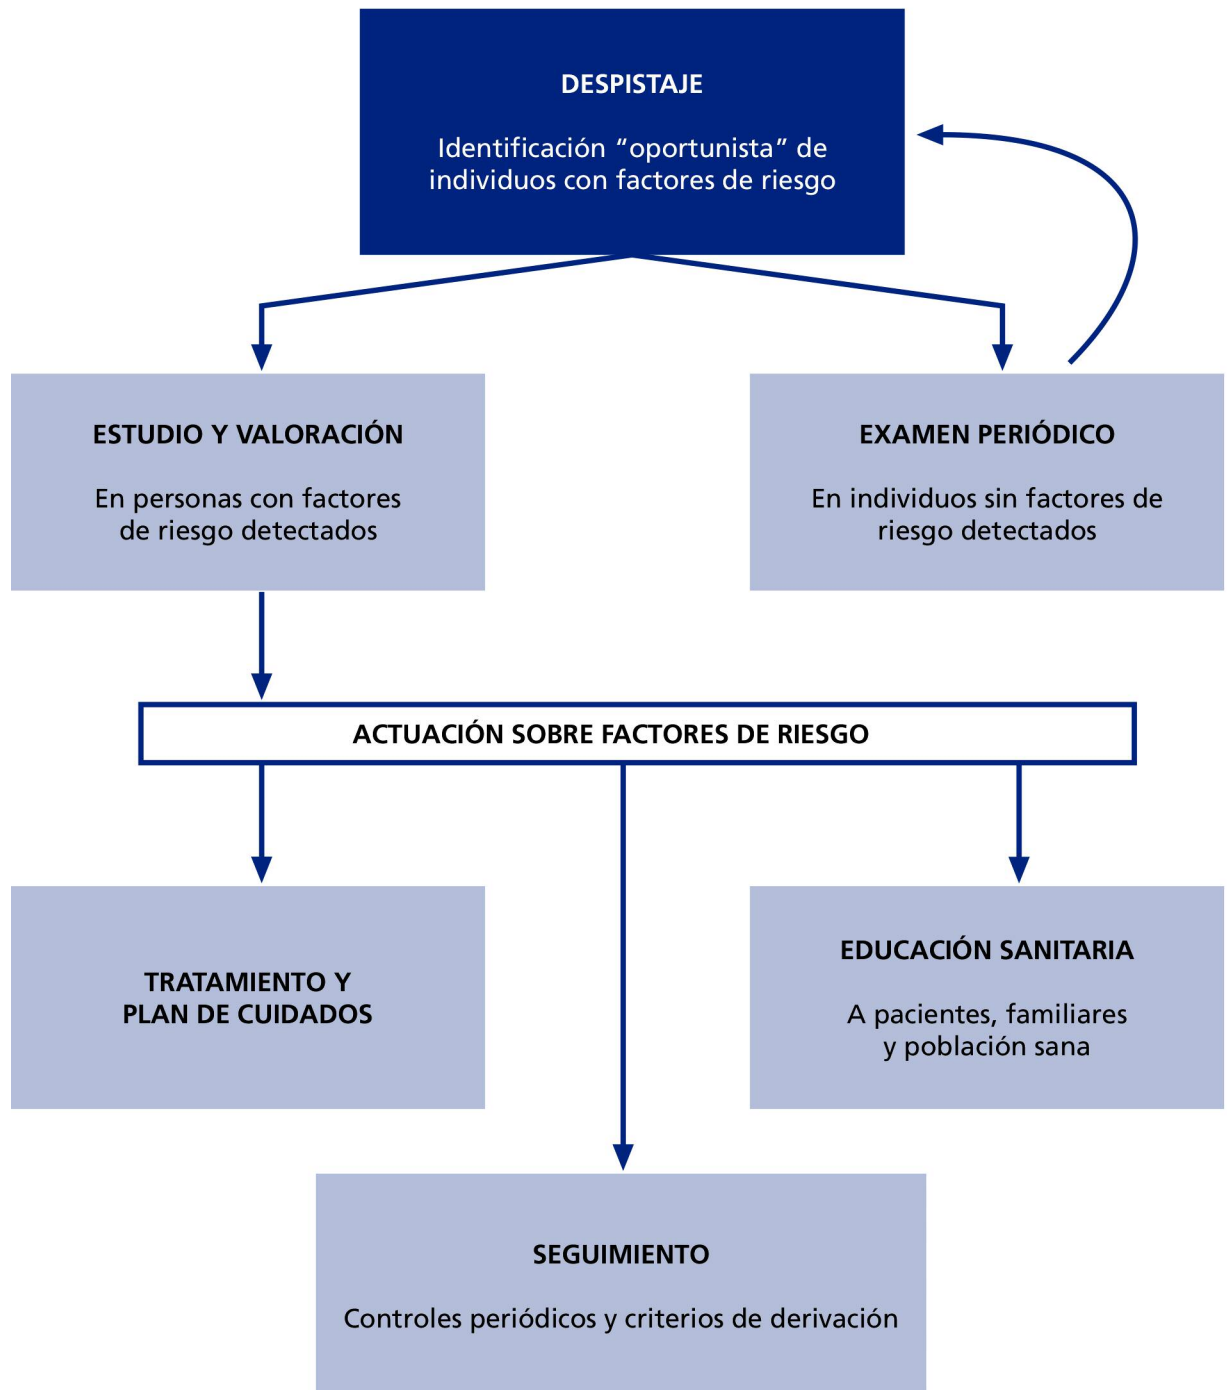 DESPISTAJE
Identificación “oportunista” de
individuos con factores de riesgo
ESTUDIO Y VALORACIÓN
En personas con factores
de riesgo detectados
EXAMEN PERIÓDICO
En individuos sin factores de
riesgo detectados
ACTUACIÓN SOBRE FACTORES DE RIESGO
TRATAMIENTO Y
PLAN DE CUIDADOS
EDUCACIÓN SANITARIA
A pacientes, familiares
y población sana
SEGUIMIENTO
Controles periódicos y criterios de derivación